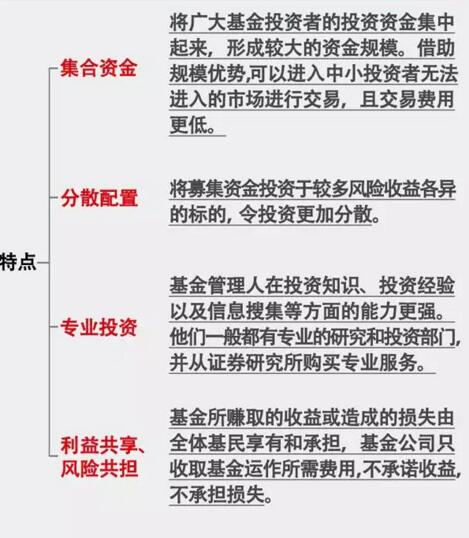 特点
集合资金
将广大基金投资者的投资资金集中
起来，形成较大的资金规模。借助
规模优势,可以进入中小投资者无法
进入的市场进行交易，且交易费用
更低。
分散配置
将募集资金投资于较多风险收益各异
的标的,令投资更加分散。
专业投资
基金管理人在投资知识、投资经验
以及信息搜集等方面的能力更强。
他们一般都有专业的研究和投资部门,
并从证券研究所购买专业服务。
利益共享、
风险共担
基金所赚取的收益或造成的损失由
全体基民享有和承担，基金公司只
收取基金运作所需费用,不承诺收益,
不承担损失。